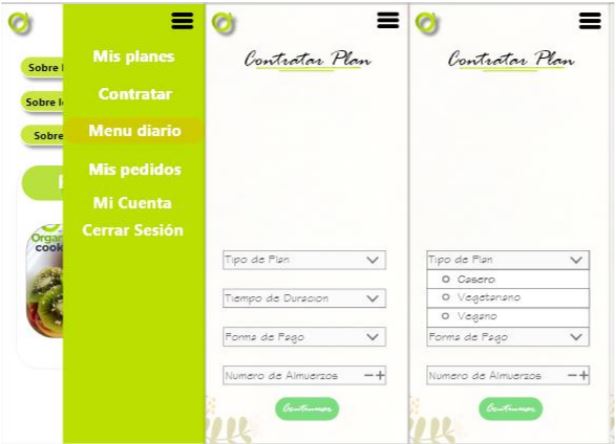 Sobre
Sobre
Sobre
Organ
cook
Mis planes
Contratar
Menu diario
Mis pedidos
Mi Cuenta
Cerrar Sesión
Contratar Plan
Tipo de Plan
Tiempo de Duracion
Forma de Pago
Numero de Almuerzos
Continuar
Contratar Plan
Tipo de Plan
Casero
Vegetariano
Vegano
Forma de Pago
Numero de Almuerzos
Continuar